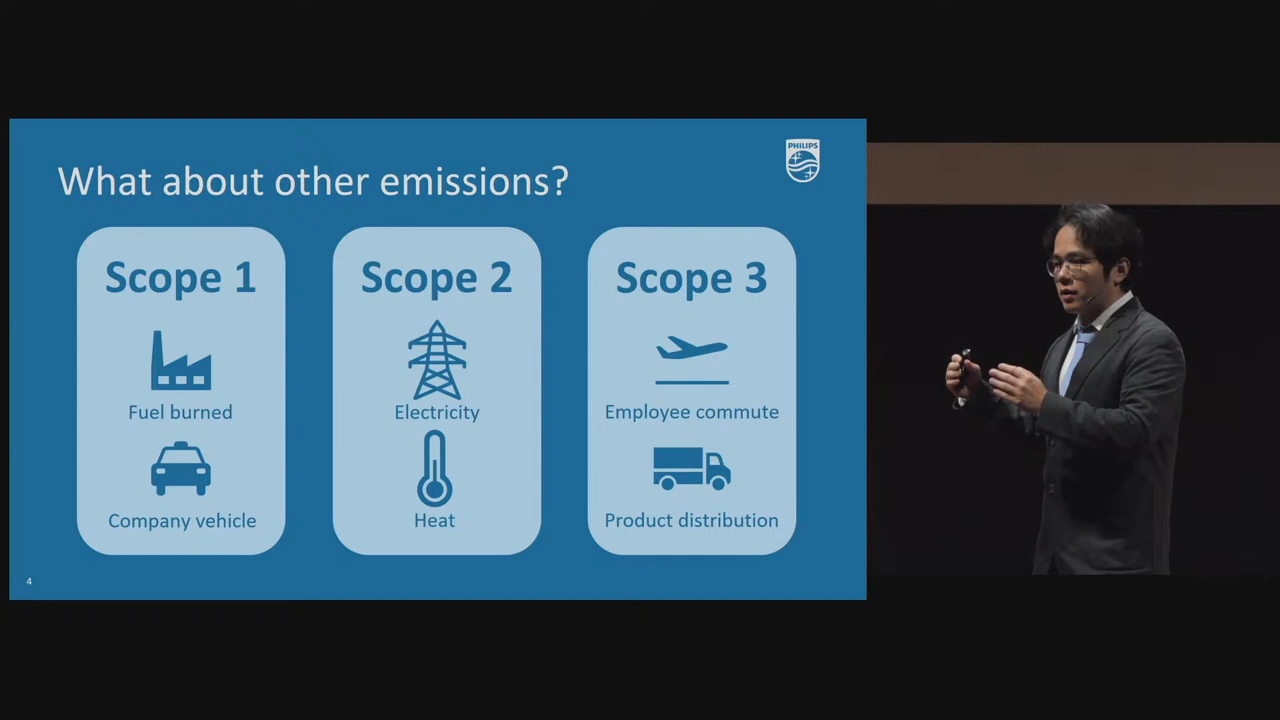 PHILIPS
What about other emissions?
Scope 1
Fuel burned
Company vehicle
Scope 2
Electricity
Heat
Scope 3
Employee commute
Product distribution
4